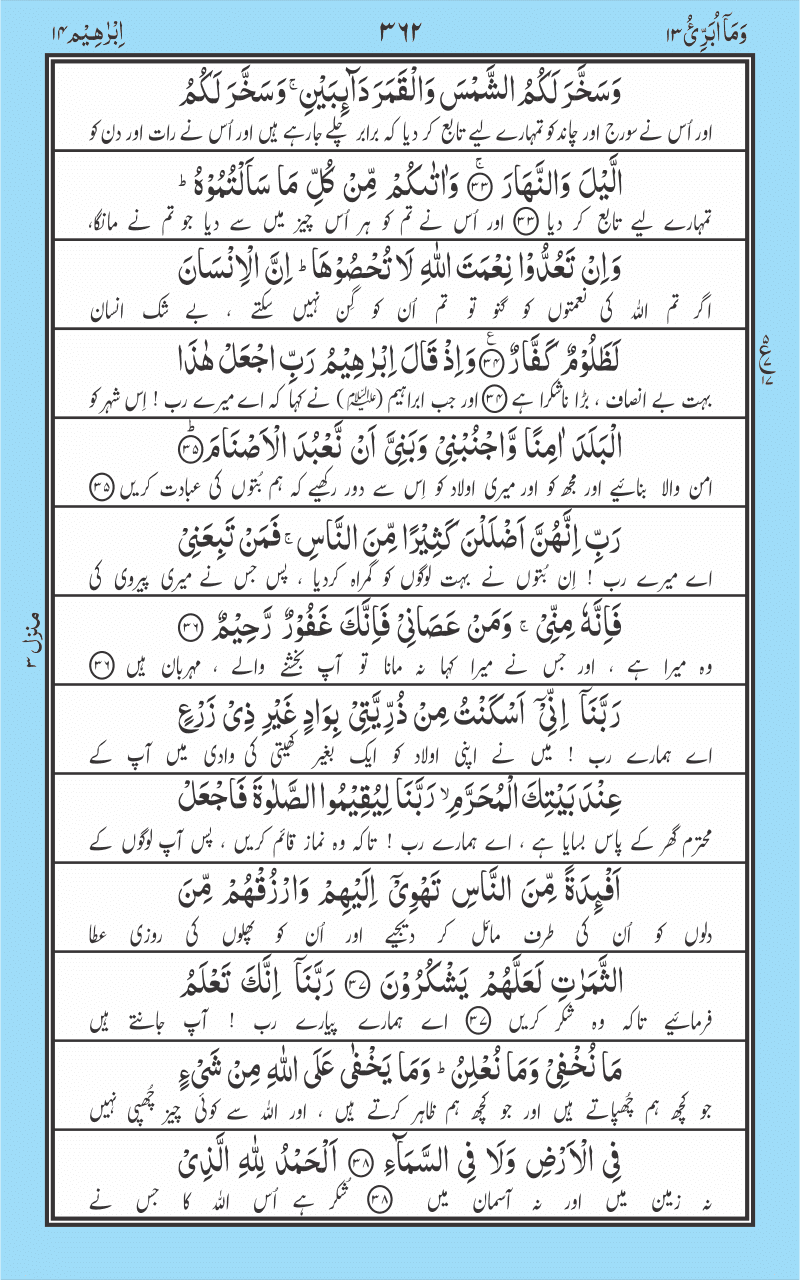 وَمَاۤ اُبَرِّئُ ١٣ ٣٦٢ اِبْرٰهِيْم ١٤
وَسَخَّرَ لَكُمُ الشَّمْسَ وَالْقَمَرَ دَآئِبَيْنِ ۚ وَسَخَّرَ لَكُمُ
اور اُس نے سورج اور چاند کو تمہارے لیے تابع کر دیا کہ برابر چلے جارہے ہیں اور اُس نے رات اور دن کو
الَّيْلَ وَالنَّهَارَ ۚ ﴿٣٣﴾ وَاٰتٰىكُمْ مِّنْ كُلِّ مَا سَاَلْتُمُوْهُ ؕ
تمہارے لیے تابع کر دیا ﴿٣٣﴾ اور اُس نے تم کو ہر اُس چیز میں سے دیا جو تم نے مانگا،
وَاِنْ تَعُدُّوْا نِعْمَتَ اللّٰهِ لَا تُحْصُوْهَا ؕ اِنَّ الْاِنْسَانَ
اگر تم اللہ کی نعمتوں کو گنو تو تم اُن کو گِن نہیں سکتے ، بے شک انسان
لَظَلُوْمٌ كَفَّارٌ ﴿٣٤﴾ ع وَاِذْ قَالَ اِبْرٰهِيْمُ رَبِّ اجْعَلْ هٰذَا
بہت بے انصاف ، بڑا ناشکرا ہے ﴿٣٤﴾ اور جب ابراہیم (علیہ السلام) نے کہا کہ اے میرے رب ! اِس شہر کو
ع ٥ ٧ ١٧
الْبَلَدَ اٰمِنًا وَّاجْنُبْنِيْ وَبَنِيَّ اَنْ نَّعْبُدَ الْاَصْنَامَ ؕ ﴿٣٥﴾
امن والا بنائیے اور مجھ کو اور میری اولاد کو اِس سے دور رکھیے کہ ہم بُتوں کی عبادت کریں ﴿٣٥﴾
رَبِّ اِنَّهُنَّ اَضْلَلْنَ كَثِيْرًا مِّنَ النَّاسِ ۚ فَمَنْ تَبِعَنِيْ
اے میرے رب ! اِن بُتوں نے بہت لوگوں کو گمراہ کردیا ، پس جس نے میری پیروی کی
فَاِنَّهٗ مِنِّيْ ۚ وَمَنْ عَصَانِيْ فَاِنَّكَ غَفُوْرٌ رَّحِيْمٌ ﴿٣٦﴾
وہ میرا ہے ، اور جس نے میرا کہا نہ مانا تو آپ بخشنے والے ، مہربان ہیں ﴿٣٦﴾
منزل ٣
رَبَّنَاۤ اِنِّيْۤ اَسْكَنْتُ مِنْ ذُرِّيَّتِيْ بِوَادٍ غَيْرِ ذِيْ زَرْعٍ
اے ہمارے رب ! میں نے اپنی اولاد کو ایک بغیر کھیتی کی وادی میں آپ کے
عِنْدَ بَيْتِكَ الْمُحَرَّمِ ۙ رَبَّنَا لِيُقِيْمُوا الصَّلٰوةَ فَاجْعَلْ
محترم گھر کے پاس بسایا ہے ، اے ہمارے رب ! تاکہ وہ نماز قائم کریں ، پس آپ لوگوں کے
اَفْئِدَةً مِّنَ النَّاسِ تَهْوِيْۤ اِلَيْهِمْ وَارْزُقْهُمْ مِّنَ
دلوں کو اُن کی طرف مائل کر دیجیے اور اُن کو پھلوں کی روزی عطا
الثَّمَرٰتِ لَعَلَّهُمْ يَشْكُرُوْنَ ﴿٣٧﴾ رَبَّنَاۤ اِنَّكَ تَعْلَمُ
فرمائیے تاکہ وہ شکر کریں ﴿٣٧﴾ اے ہمارے پیارے رب ! آپ جانتے ہیں
مَا نُخْفِيْ وَمَا نُعْلِنُ ؕ وَمَا يَخْفٰى عَلَى اللّٰهِ مِنْ شَيْءٍ
جو کچھ ہم چُھپاتے ہیں اور جو کچھ ہم ظاہر کرتے ہیں ، اور اللہ سے کوئی چیز چُھپی نہیں
فِي الْاَرْضِ وَلَا فِي السَّمَآءِ ﴿٣٨﴾ اَلْحَمْدُ لِلّٰهِ الَّذِيْ
نہ زمین میں اور نہ آسمان میں ﴿٣٨﴾ شکر ہے اُس اللہ کا جس نے